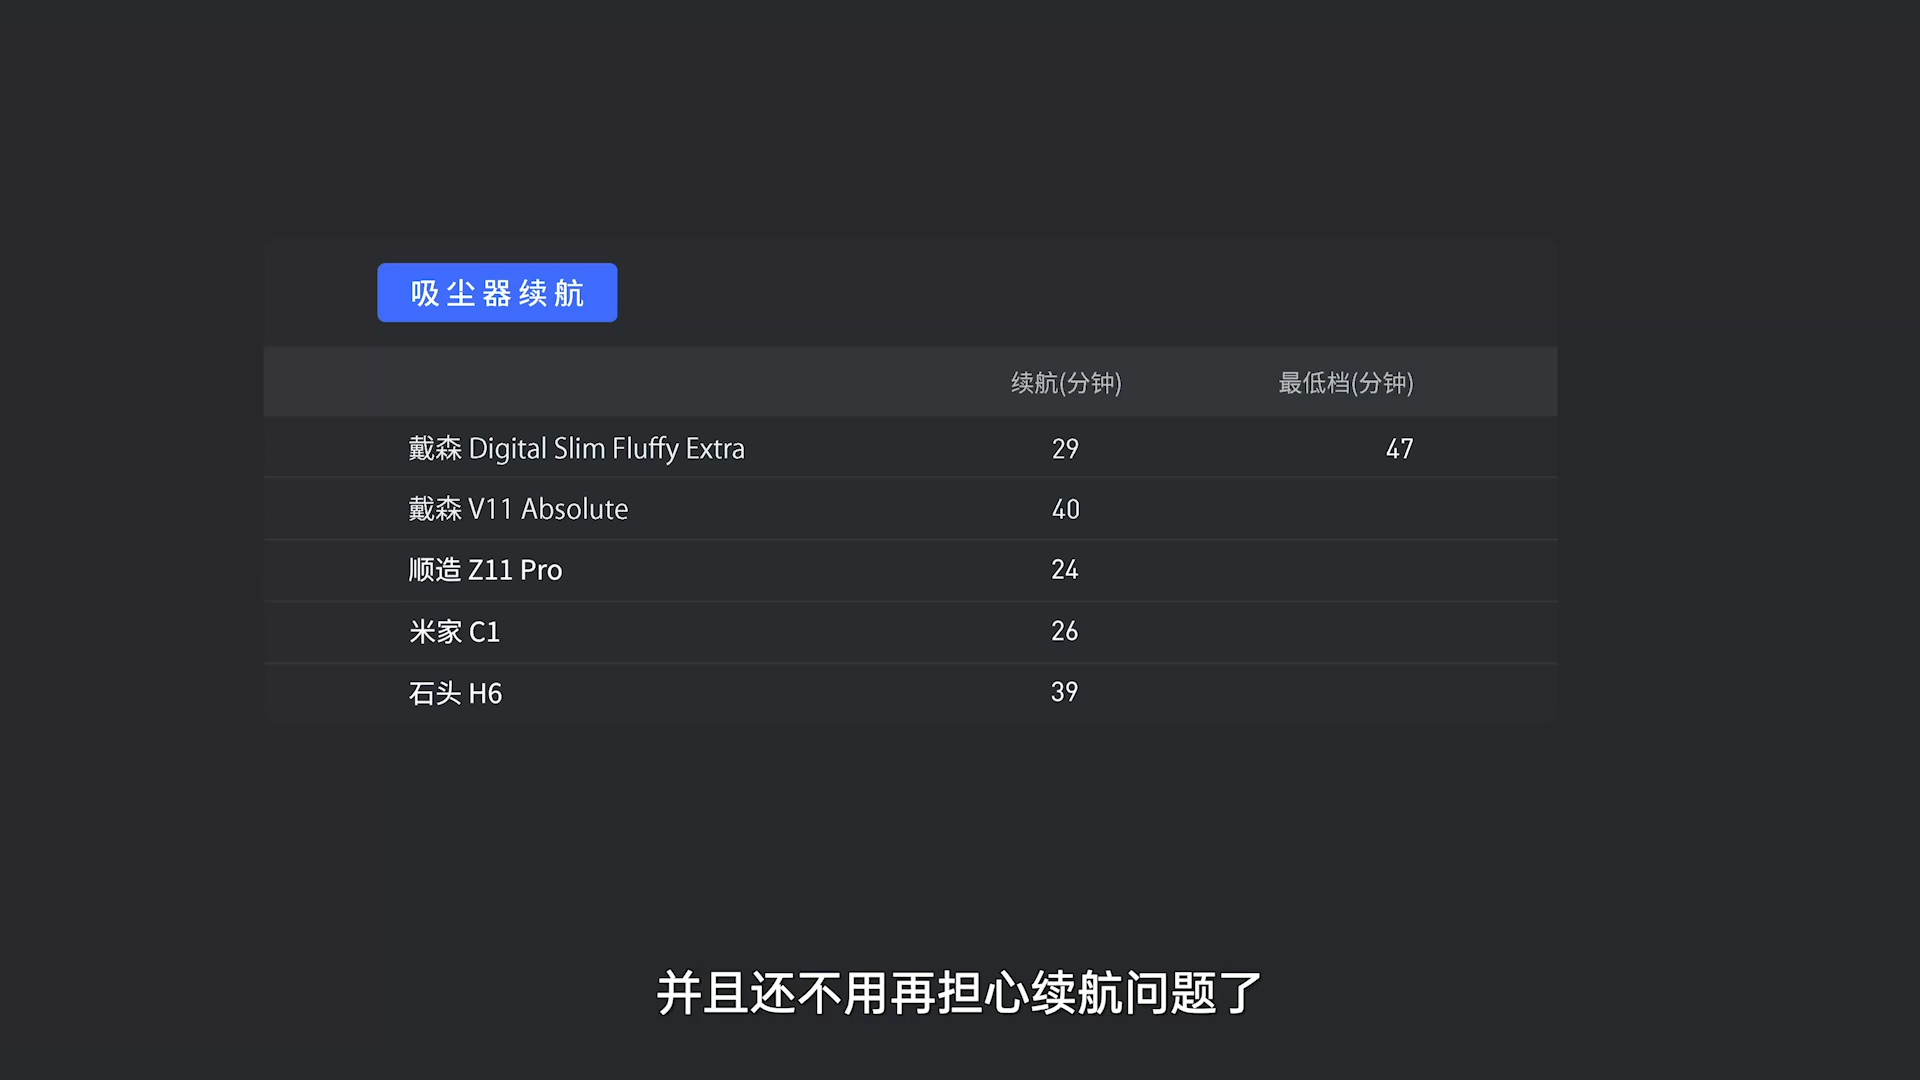 吸尘器续航
续航(分钟) 最低档(分钟)
戴森 Digital Slim Fluffy Extra 29 47
戴森 V11 Absolute 40
顺造 Z11 Pro 24
米家 C1 26
石头 H6 39
并且还不用再担心续航问题了